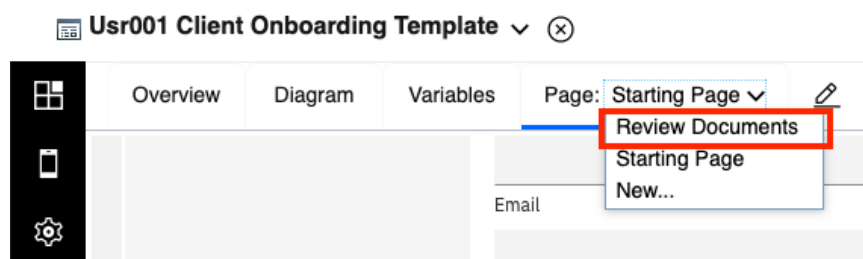 Usr001 Client Onboarding Template
Overview Diagram Variables Page: Starting Page
Review Documents
Starting Page
New...
Email